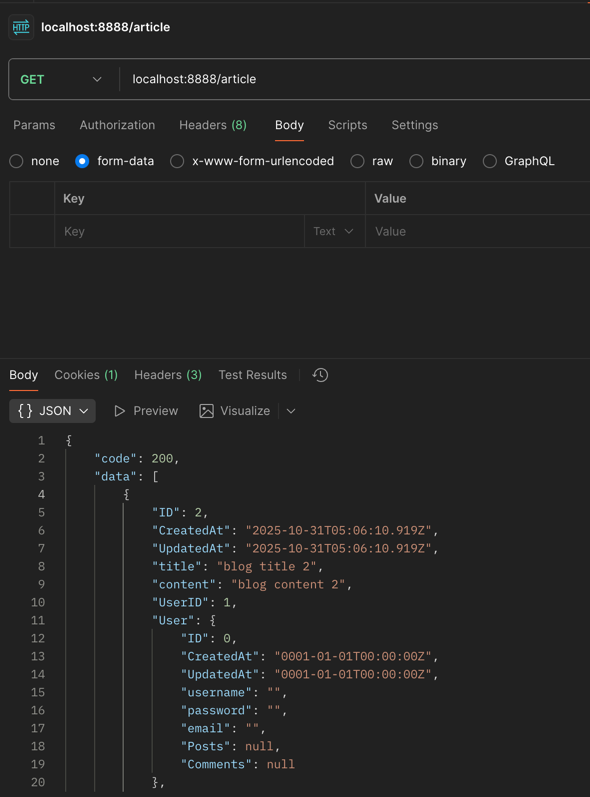 HTTP localhost:8888/article
GET localhost:8888/article
Params Authorization Headers (8) Body Scripts Settings
none form-data x-www-form-urlencoded raw binary GraphQL
Key Value
Key Text Value
Body Cookies (1) Headers (3) Test Results
{} JSON Preview Visualize
1 {
2 "code": 200,
3 "data": [
4 {
5 "ID": 2,
6 "CreatedAt": "2025-10-31T05:06:10.919Z",
7 "UpdatedAt": "2025-10-31T05:06:10.919Z",
8 "title": "blog title 2",
9 "content": "blog content 2",
10 "UserID": 1,
11 "User": {
12 "ID": 0,
13 "CreatedAt": "0001-01-01T00:00:00Z",
14 "UpdatedAt": "0001-01-01T00:00:00Z",
15 "username": "",
16 "password": "",
17 "email": "",
18 "Posts": null,
19 "Comments": null
20 },